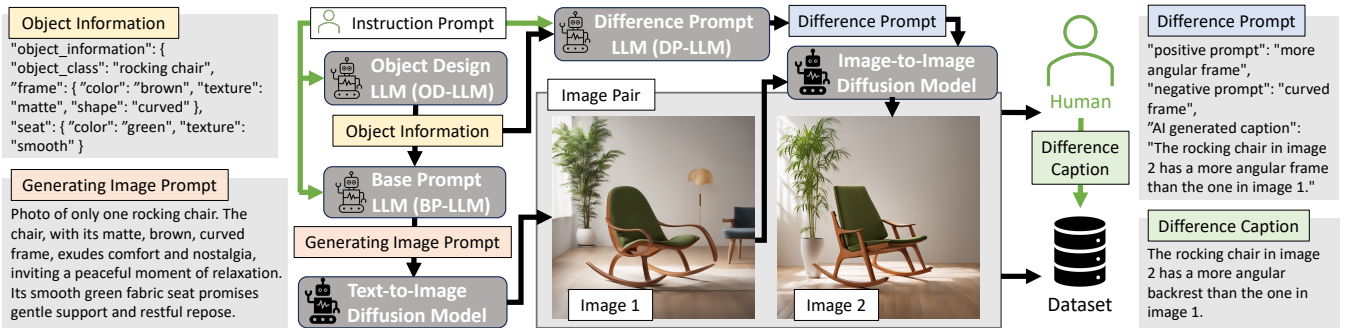 Object Information
"object_information": {
"object_class": "rocking chair",
"frame": { ”color": ”brown", "texture":
"matte", "shape": "curved" },
"seat": { ”color": ”green", "texture":
"smooth" }
Generating Image Prompt
Photo of only one rocking chair. The
chair, with its matte, brown, curved
frame, exudes comfort and nostalgia,
inviting a peaceful moment of relaxation.
Its smooth green fabric seat promises
gentle support and restful repose.
Instruction Prompt
Object Design
LLM (OD-LLM)
Object Information
Base Prompt
LLM (BP-LLM)
Generating Image Prompt
Text-to-Image
Diffusion Model
Difference Prompt
LLM (DP-LLM)
Difference Prompt
Image-to-Image
Diffusion Model
Image Pair
Image 1
Image 2
Human
Difference
Caption
Dataset
Difference Prompt
"positive prompt": "more
angular frame",
"negative prompt": "curved
frame",
”AI generated caption":
"The rocking chair in image
2 has a more angular frame
than the one in image 1."
Difference Caption
The rocking chair in image
2 has a more angular
backrest than the one in
image 1.